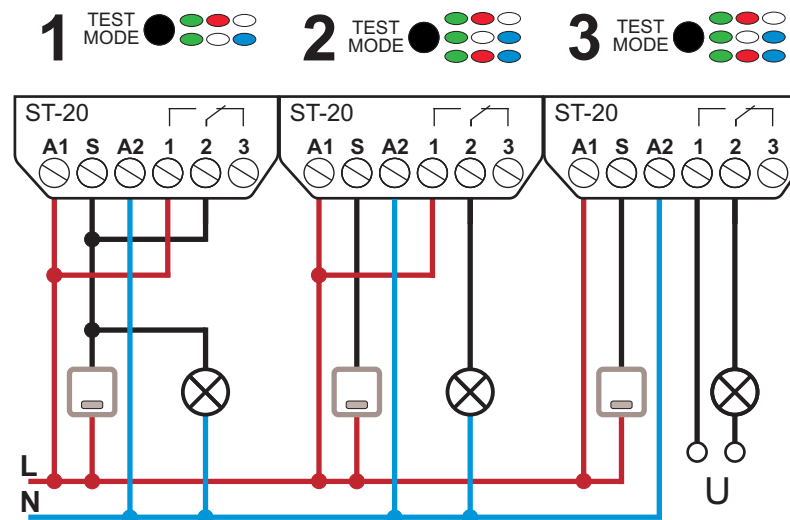 1 TEST MODE 2 TEST MODE 3 TEST MODE
ST-20 ST-20 ST-20
A1 S A2 1 2 3 A1 S A2 1 2 3 A1 S A2 1 2 3
L
N
U